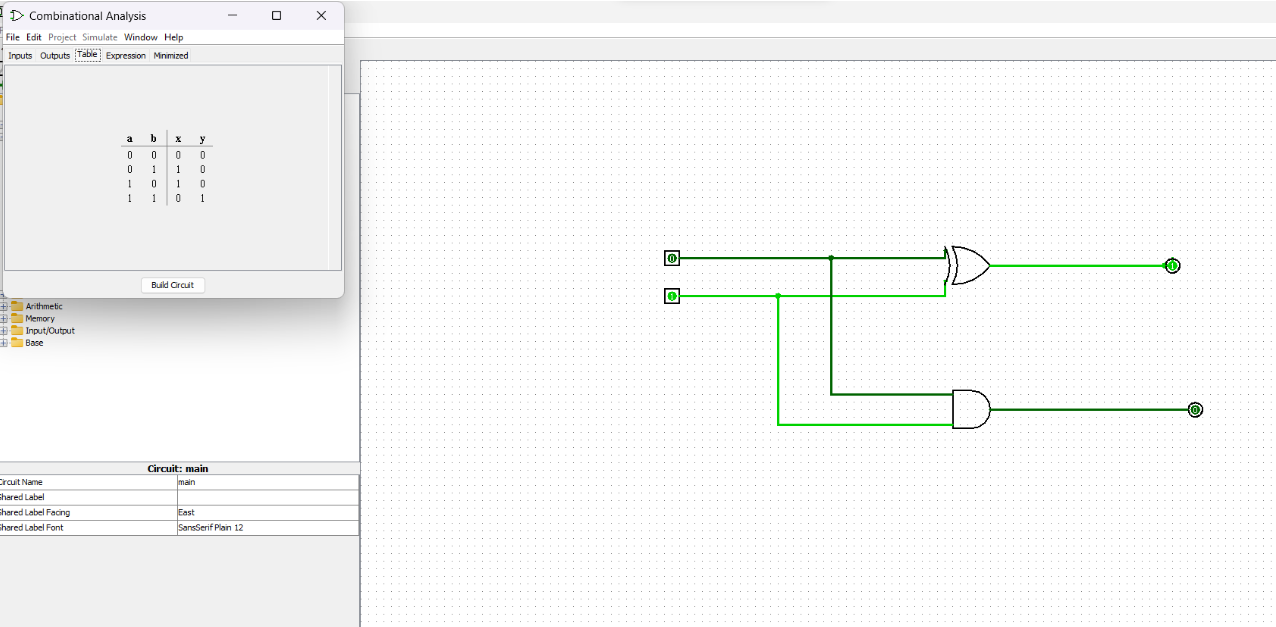 Combinational Analysis
File Edit Project Simulate Window Help
Inputs Outputs Table Expression Minimized
a b x y
0 0 0 0
0 1 1 0
1 0 1 0
1 1 0 1
Build Circuit
Arithmetic
Memory
Input/Output
Base
Circuit: main
Circuit Name main
Shared Label
Shared Label Facing East
Shared Label Font SansSerif Plain 12
0
1
1
0